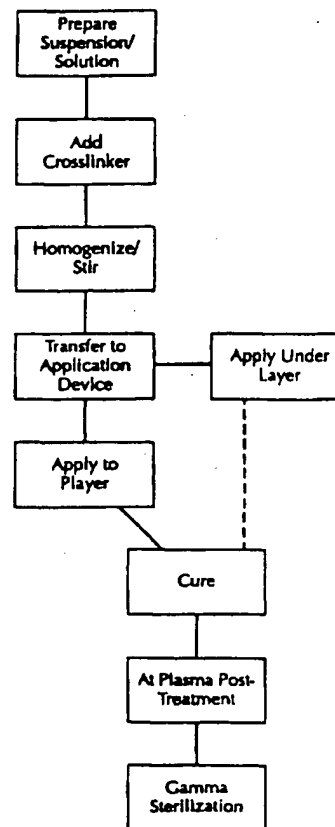 Prepare
Suspension/
Solution
Add
Crosslinker
Homogenize/
Stir
Transfer to
Application
Device
Apply Under
Layer
Apply to
Player
Cure
At Plasma Post-
Treatment
Gamma
Sterilization